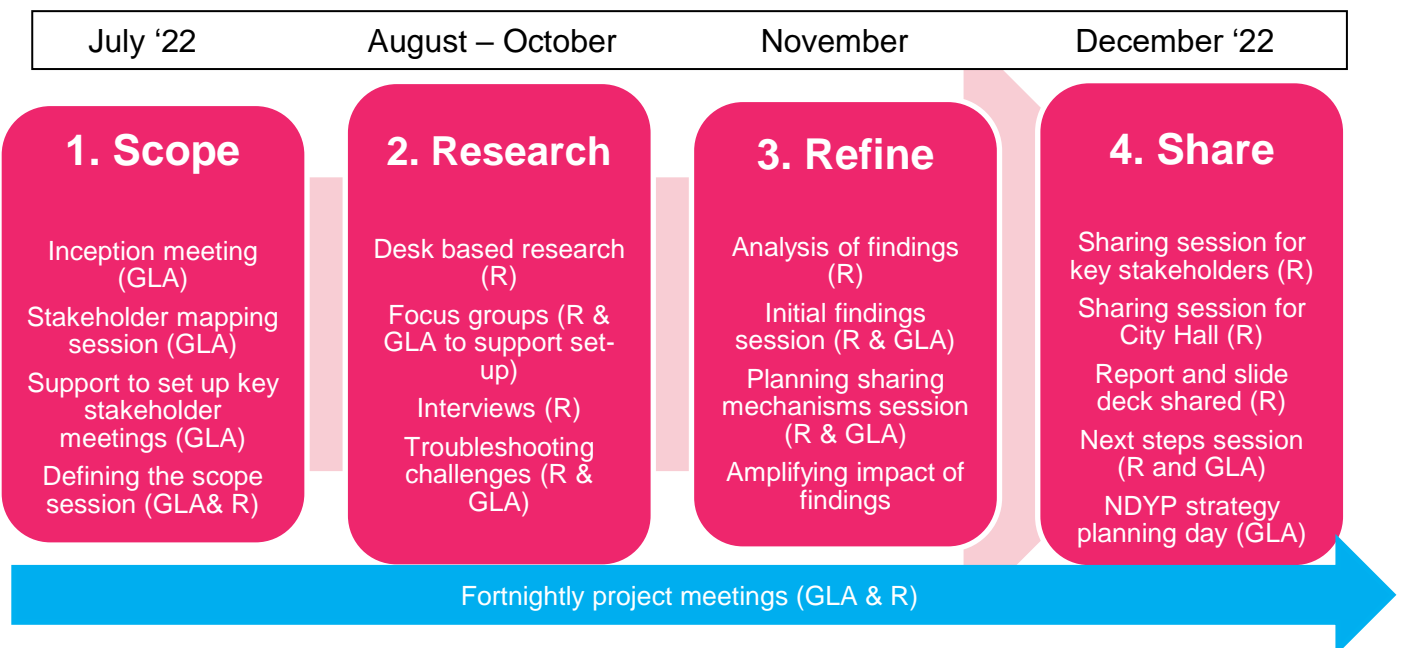 July ‘22
August – October
November
December ‘22
1. Scope
Inception meeting
(GLA)
Stakeholder mapping
session (GLA)
Support to set up key
stakeholder
meetings (GLA)
Defining the scope
session (GLA& R)
2. Research
Desk based research
(R)
Focus groups (R &
GLA to support set-
up)
Interviews (R)
Troubleshooting
challenges (R &
GLA)
3. Refine
Analysis of findings
(R)
Initial findings
session (R & GLA)
Planning sharing
mechanisms session
(R & GLA)
Amplifying impact of
findings
4. Share
Sharing session for
key stakeholders (R)
Sharing session for
City Hall (R)
Report and slide
deck shared (R)
Next steps session
(R and GLA)
NDYP strategy
planning day (GLA)
Fortnightly project meetings (GLA & R)